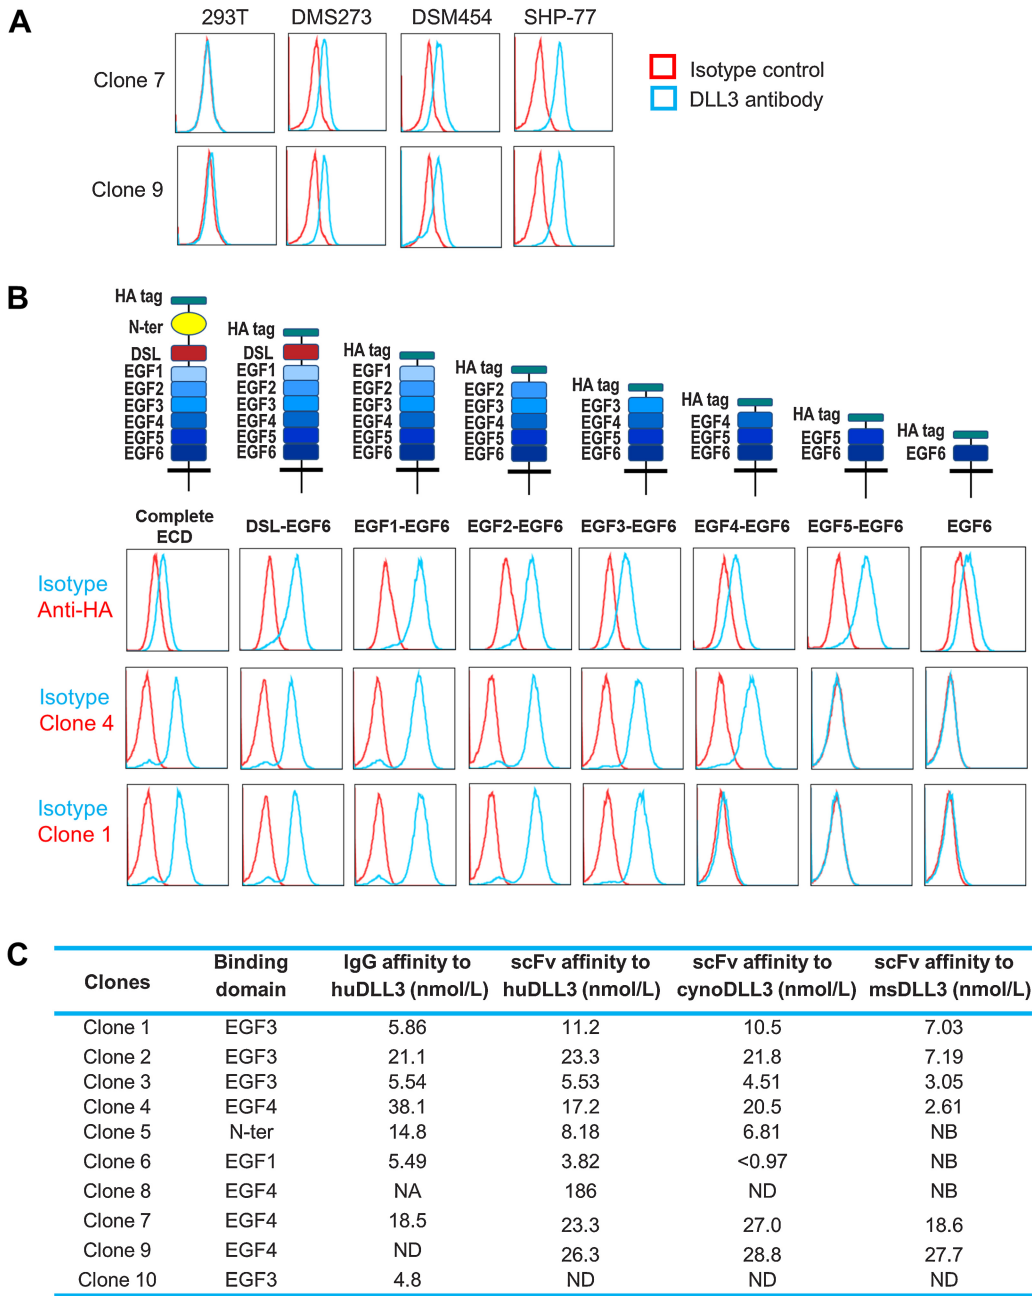 A
293T DMS273 DSM454 SHP-77
Clone 7
Isotype control
DLL3 antibody
Clone 9
B
HA tag
N-ter
DSL
EGF1
EGF2
EGF3
EGF4
EGF5
EGF6
HA tag
DSL
EGF1
EGF2
EGF3
EGF4
EGF5
EGF6
HA tag
EGF1
EGF2
EGF3
EGF4
EGF5
EGF6
HA tag
EGF2
EGF3
EGF4
EGF5
EGF6
HA tag
EGF3
EGF4
EGF5
EGF6
HA tag
EGF4
EGF5
EGF6
HA tag
EGF5
EGF6
HA tag
EGF6
Complete
ECD
DSL-EGF6
EGF1-EGF6
EGF2-EGF6
EGF3-EGF6
EGF4-EGF6
EGF5-EGF6
EGF6
Isotype
Anti-HA
Isotype
Clone 4
Isotype
Clone 1
C
Clones
Binding
domain
IgG affinity to
huDLL3 (nmol/L)
scFv affinity to
huDLL3 (nmol/L)
scFv affinity to
cynoDLL3 (nmol/L)
scFv affinity to
msDLL3 (nmol/L)
Clone 1 EGF3 5.86 11.2 10.5 7.03
Clone 2 EGF3 21.1 23.3 21.8 7.19
Clone 3 EGF3 5.54 5.53 4.51 3.05
Clone 4 EGF4 38.1 17.2 20.5 2.61
Clone 5 N-ter 14.8 8.18 6.81 NB
Clone 6 EGF1 5.49 3.82 <0.97 NB
Clone 8 EGF4 NA 186 ND NB
Clone 7 EGF4 18.5 23.3 27.0 18.6
Clone 9 EGF4 ND 26.3 28.8 27.7
Clone 10 EGF3 4.8 ND ND ND